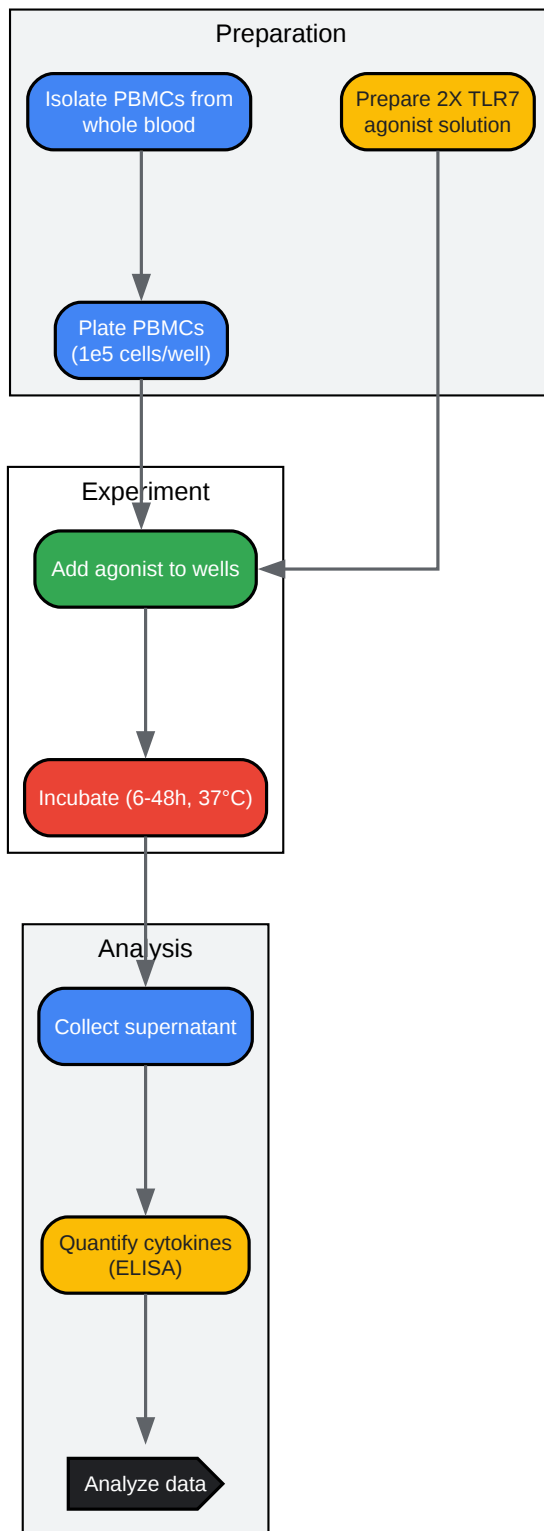 Preparation
Isolate PBMCs from
whole blood
Prepare 2X TLR7
agonist solution
Plate PBMCs
(1e5 cells/well)
Experiment
Add agonist to wells
Incubate (6-48h, 37°C)
Analysis
Collect supernatant
Quantify cytokines
(ELISA)
Analyze data